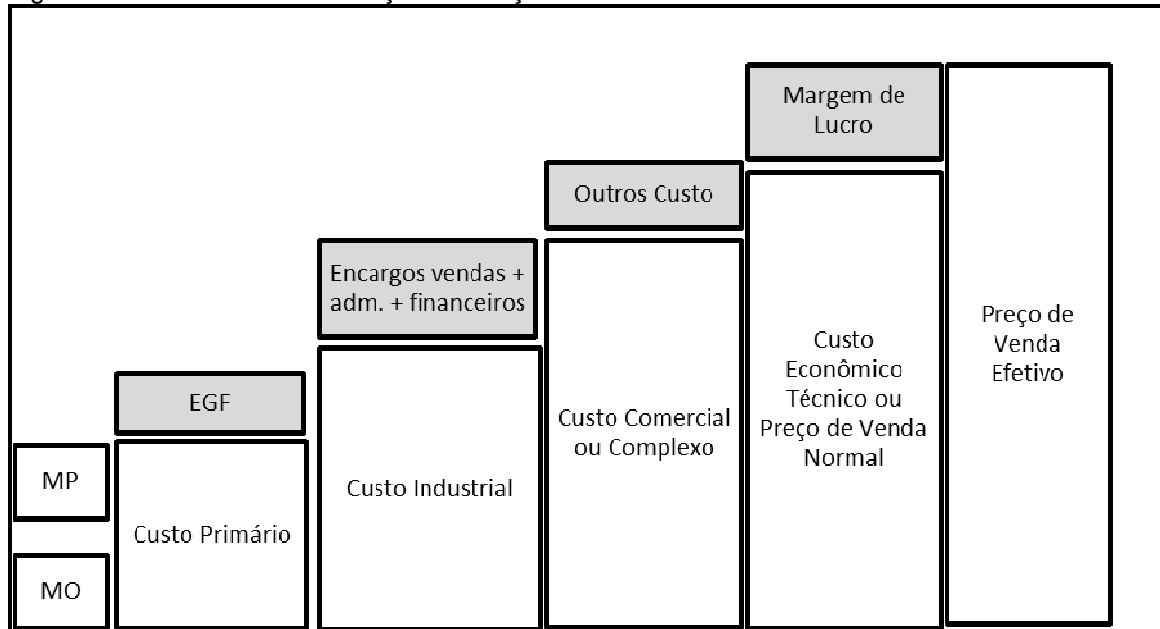 Margem de
Lucro
Outros Custo
Encargos vendas +
adm. + financeiros
EGF
MP
MO
Custo Primário
Custo Industrial
Custo Comercial
ou Complexo
Custo
Econômico
Técnico ou
Preço de Venda
Normal
Preço de
Venda
Efetivo